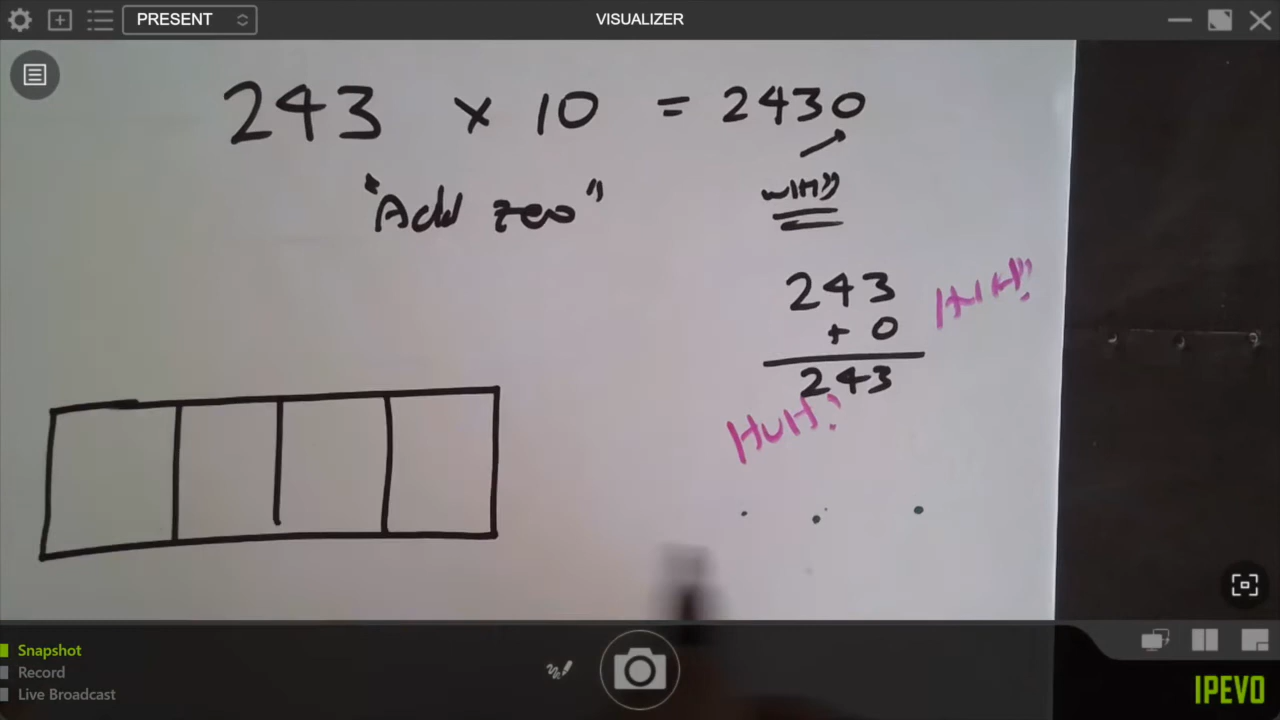 PRESENT
VISUALIZER
243 x 10 = 2430
"Add zero"
WHY
243
+ 0
243
HUH?
HUH?
Snapshot
Record
Live Broadcast
IPEVO